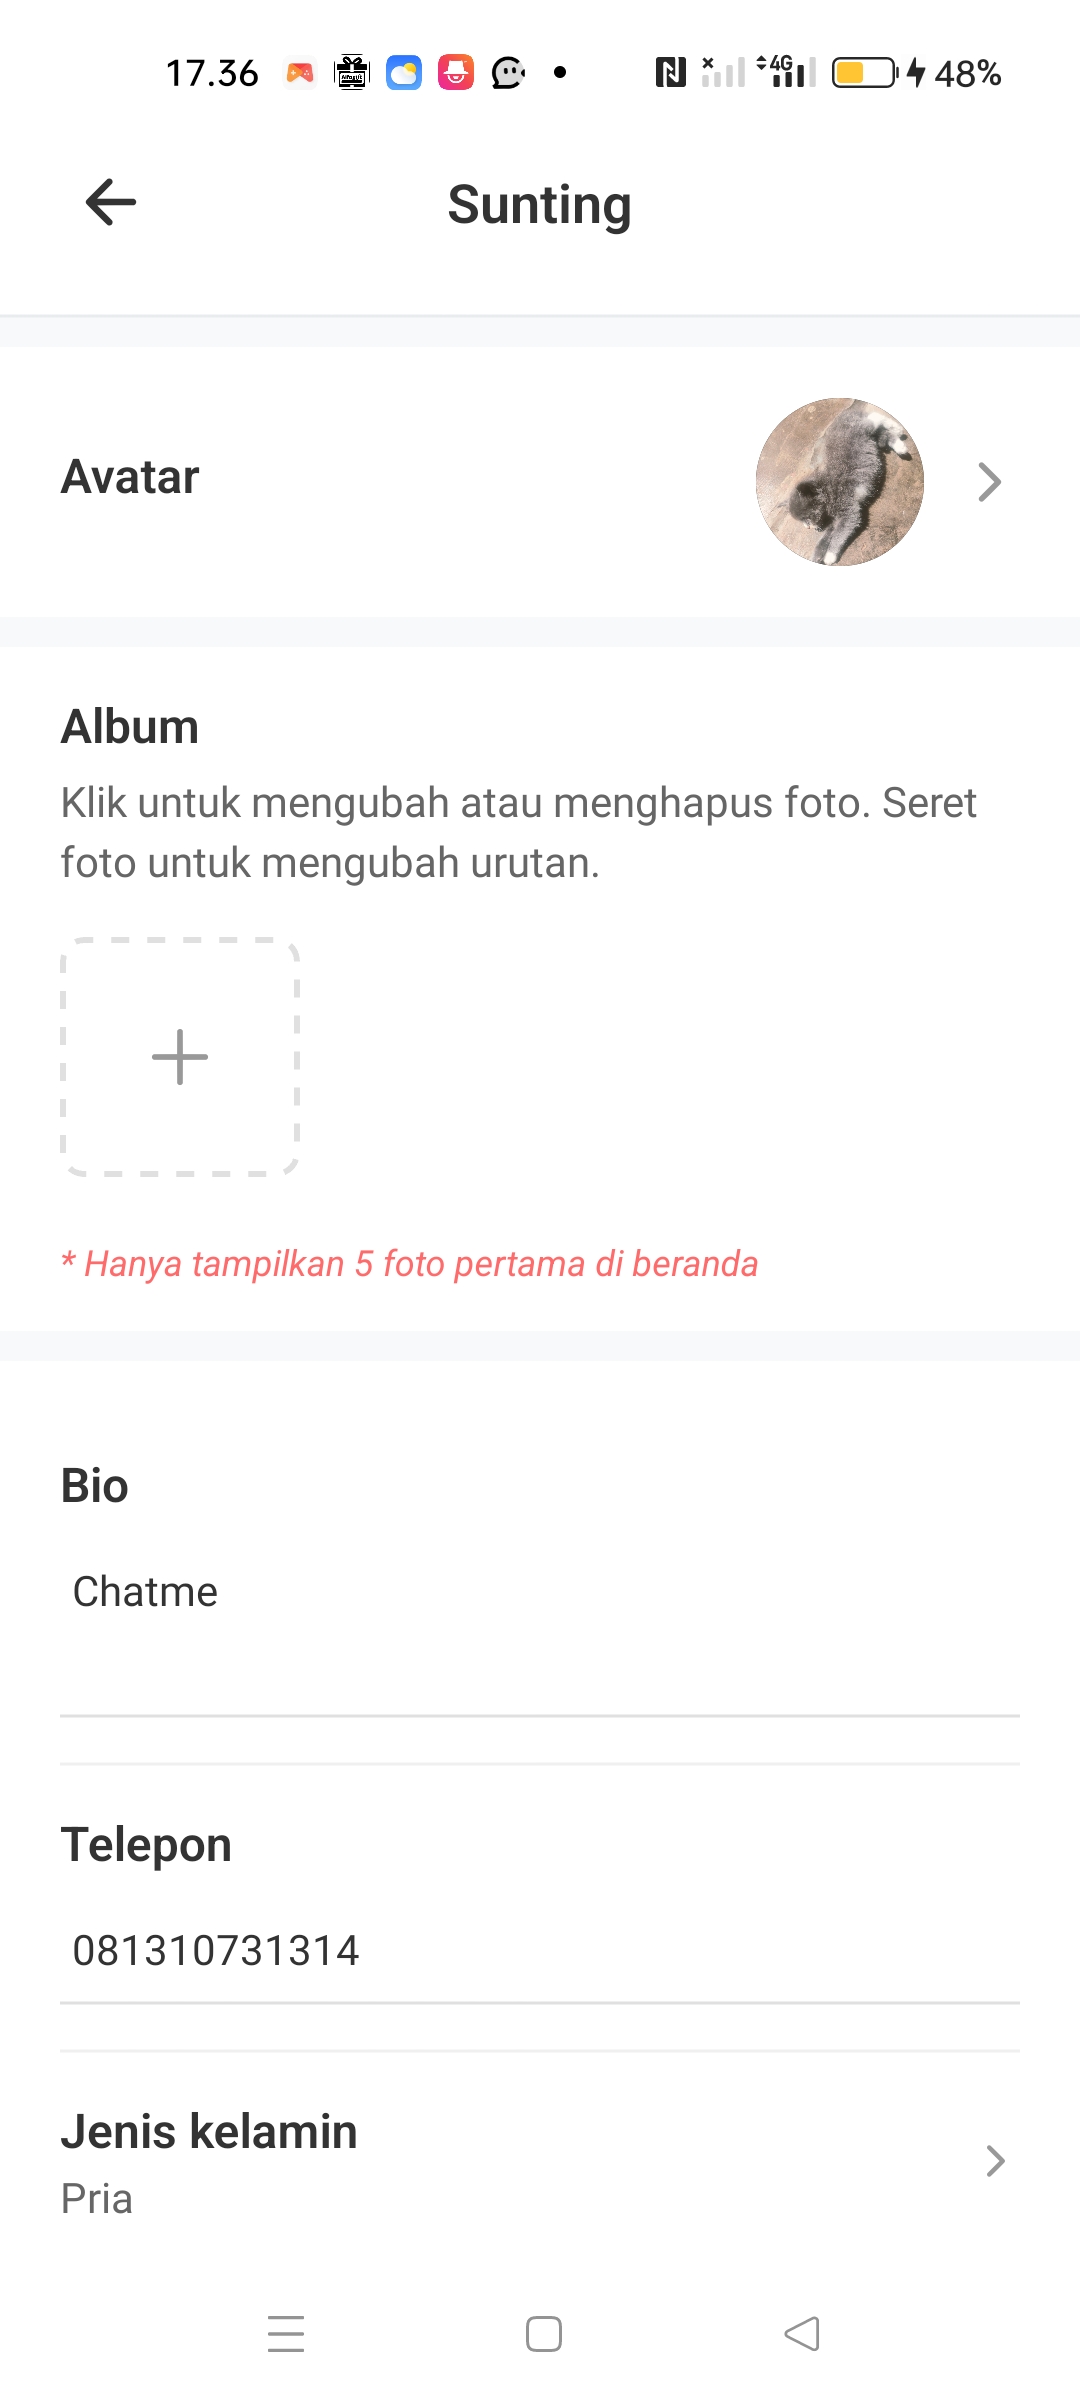 17.36 4G 48%
Sunting
Avatar
Album
Klik untuk mengubah atau menghapus foto. Seret
foto untuk mengubah urutan.
* Hanya tampilkan 5 foto pertama di beranda
Bio
Chatme
Telepon
081310731314
Jenis kelamin
Pria